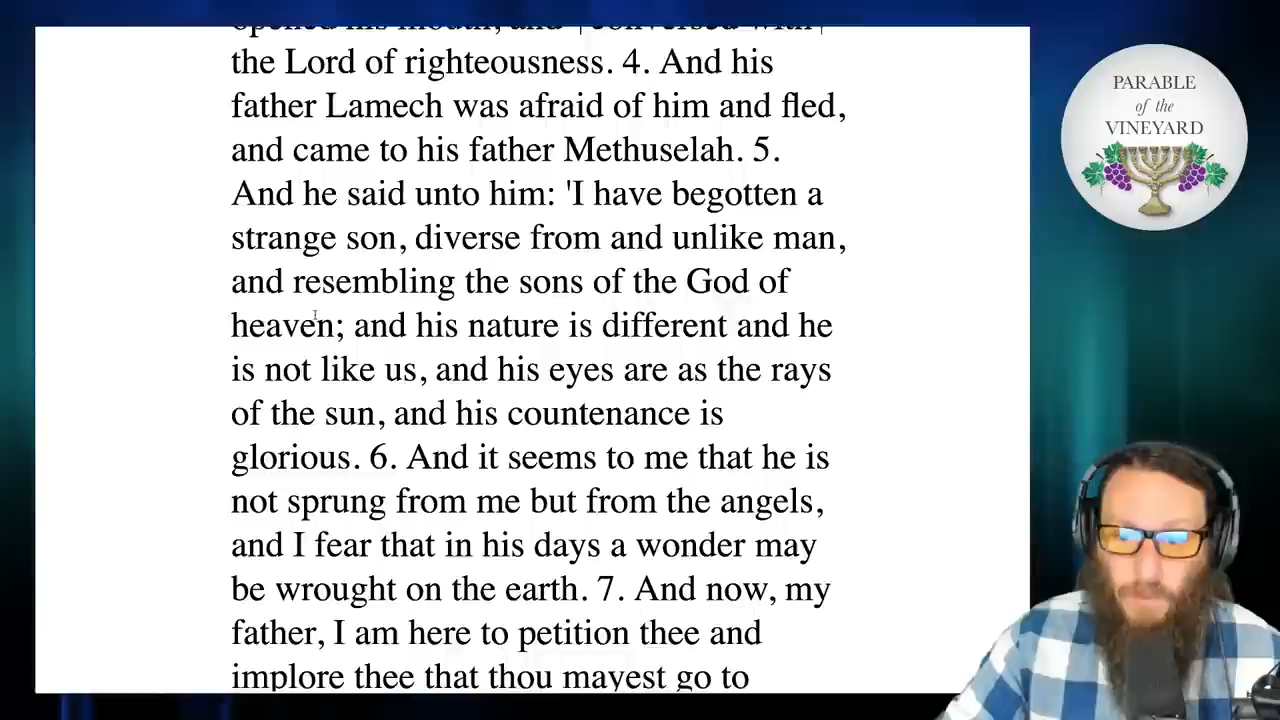 opened his mouth, and †conversed with†
the Lord of righteousness. 4. And his
father Lamech was afraid of him and fled,
and came to his father Methuselah. 5.
And he said unto him: 'I have begotten a
strange son, diverse from and unlike man,
and resembling the sons of the God of
heaven; and his nature is different and he
is not like us, and his eyes are as the rays
of the sun, and his countenance is
glorious. 6. And it seems to me that he is
not sprung from me but from the angels,
and I fear that in his days a wonder may
be wrought on the earth. 7. And now, my
father, I am here to petition thee and
implore thee that thou mayest go to
PARABLE
of the
VINEYARD